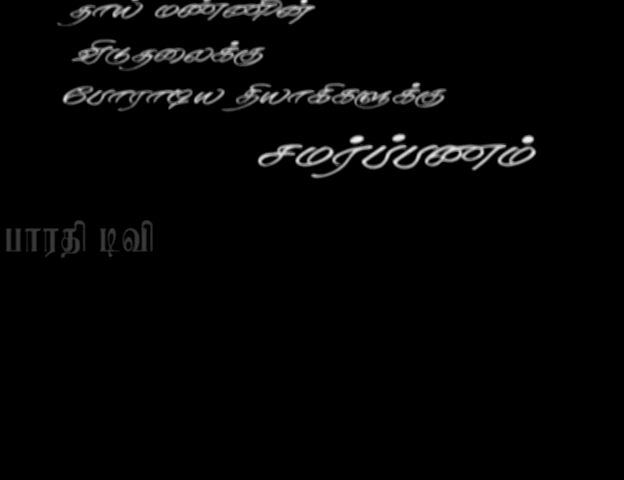 தாய் மண்ணின்
விடுதலைக்கு
போராடிய தியாகிகளுக்கு
சமர்ப்பணம்
பாரதி டிவி